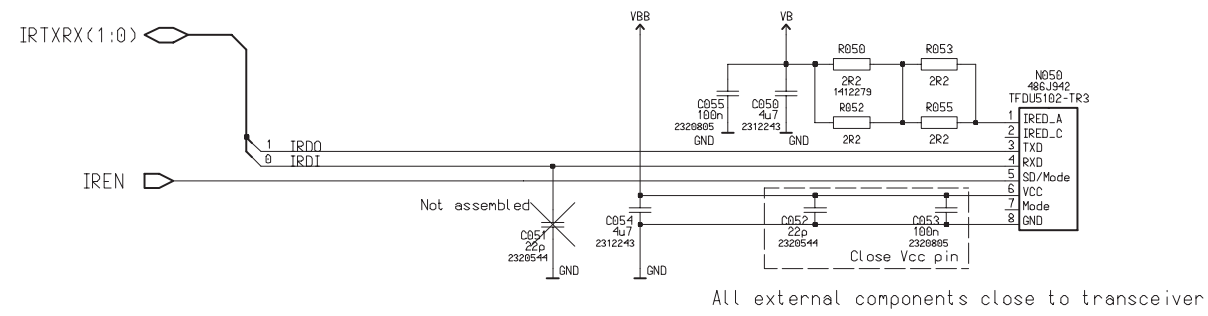 VBB
VB
IRTXRX(1:0)
R050
R053
N050
486J942
TFDU5102-TR3
2R2
1412279
2R2
C055
100n
2320805
GND
C050
4u7
2312243
GND
R052
R055
2R2
2R2
1 IRED_A
2 IRED_C
3 TXD
4 RXD
5 SD/Mode
6 VCC
7 Mode
8 GND
1 IRDO
0 IRDI
IREN
Not assembled
C051
22p
2320544
GND
C054
4u7
2312243
GND
C052
22p
2320544
C053
100n
2320805
Close Vcc pin
All external components close to transceiver